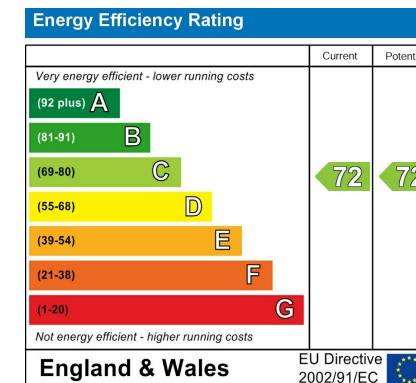 Energy Efficiency Rating
Current Potent
Very energy efficient - lower running costs
(92 plus) A
(81-91) B
(69-80) C 72 72
(55-68) D
(39-54) E
(21-38) F
(1-20) G
Not energy efficient - higher running costs
England & Wales
EU Directive
2002/91/EC